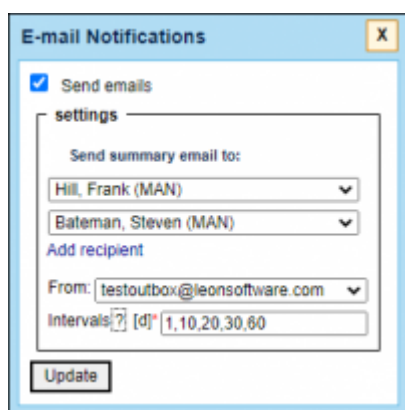 E-mail Notifications X
Send emails
settings
Send summary email to:
Hill, Frank (MAN)
Bateman, Steven (MAN)
Add recipient
From: testoutbox@leonsoftware.com
Intervals[?] [d]* 1,10,20,30,60
Update